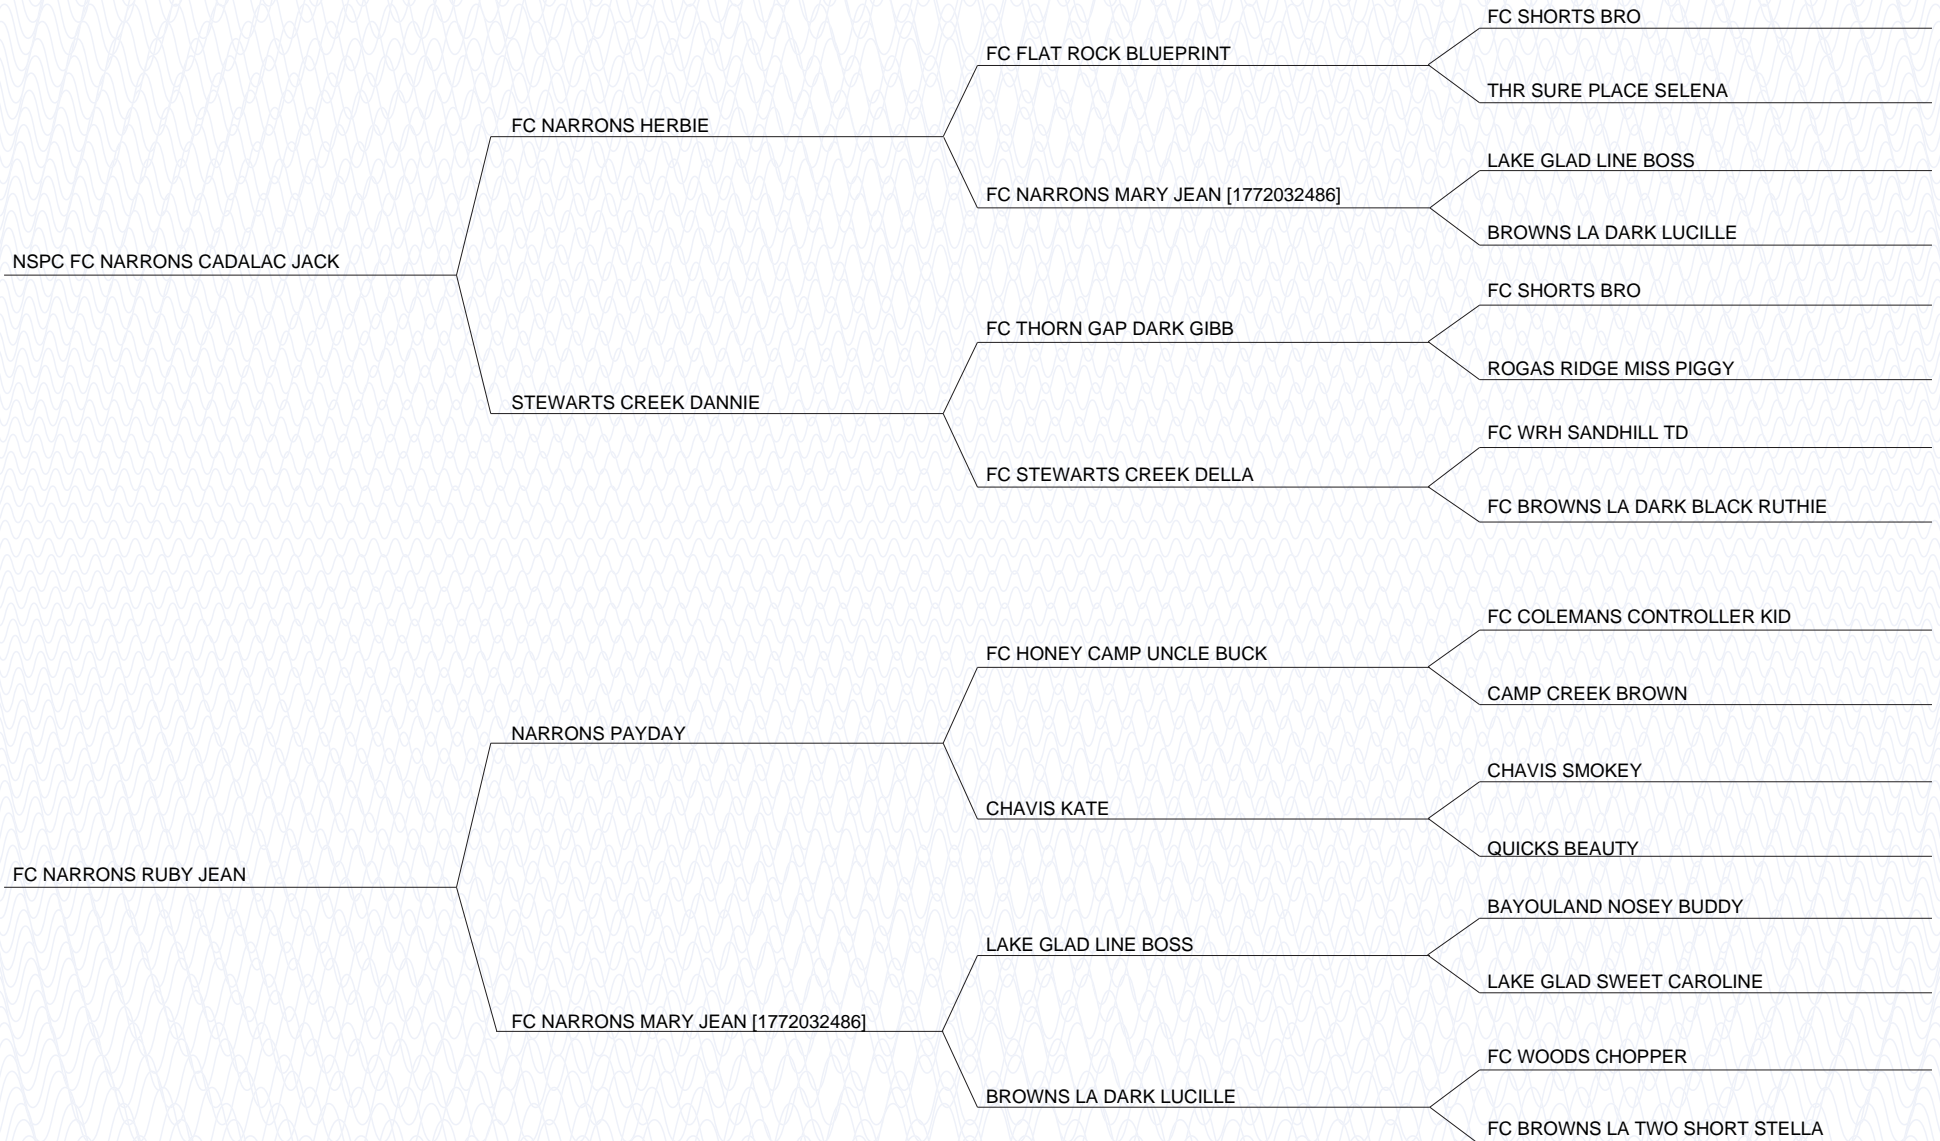 FC SHORTS BRO
FC FLAT ROCK BLUEPRINT
THR SURE PLACE SELENA
FC NARRONS HERBIE
LAKE GLAD LINE BOSS
FC NARRONS MARY JEAN [1772032486]
BROWNS LA DARK LUCILLE
NSPC FC NARRONS CADALAC JACK
FC SHORTS BRO
FC THORN GAP DARK GIBB
ROGAS RIDGE MISS PIGGY
STEWARTS CREEK DANNIE
FC WRH SANDHILL TD
FC STEWARTS CREEK DELLA
FC BROWNS LA DARK BLACK RUTHIE
FC COLEMANS CONTROLLER KID
FC HONEY CAMP UNCLE BUCK
CAMP CREEK BROWN
NARRONS PAYDAY
CHAVIS SMOKEY
CHAVIS KATE
QUICKS BEAUTY
FC NARRONS RUBY JEAN
BAYOULAND NOSEY BUDDY
LAKE GLAD LINE BOSS
LAKE GLAD SWEET CAROLINE
FC NARRONS MARY JEAN [1772032486]
FC WOODS CHOPPER
BROWNS LA DARK LUCILLE
FC BROWNS LA TWO SHORT STELLA